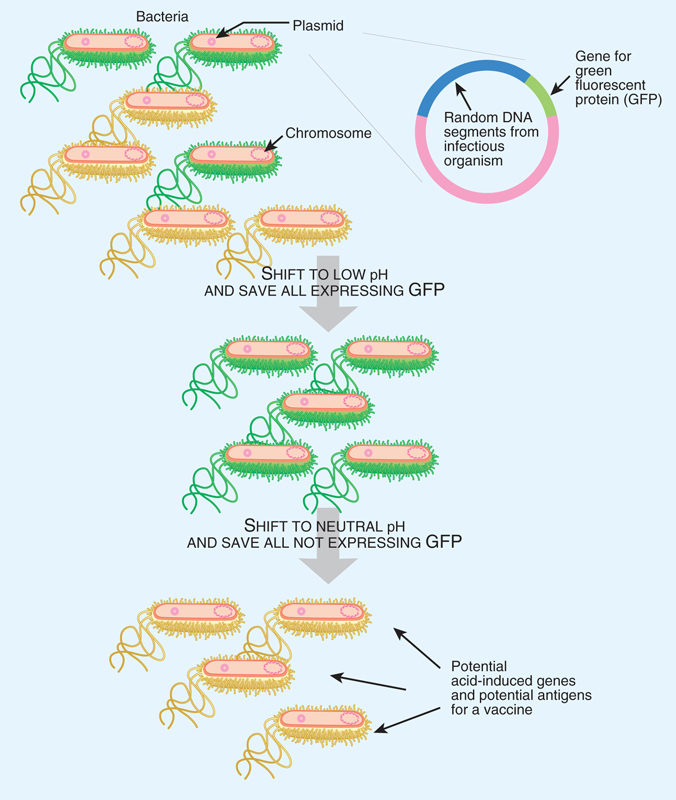 Bacteria
Plasmid
Gene for
green
fluorescent
protein (GFP)
Random DNA
segments from
infectious
organism
Chromosome
SHIFT TO LOW pH
AND SAVE ALL EXPRESSING GFP
SHIFT TO NEUTRAL pH
AND SAVE ALL NOT EXPRESSING GFP
Potential
acid-induced genes
and potential antigens
for a vaccine